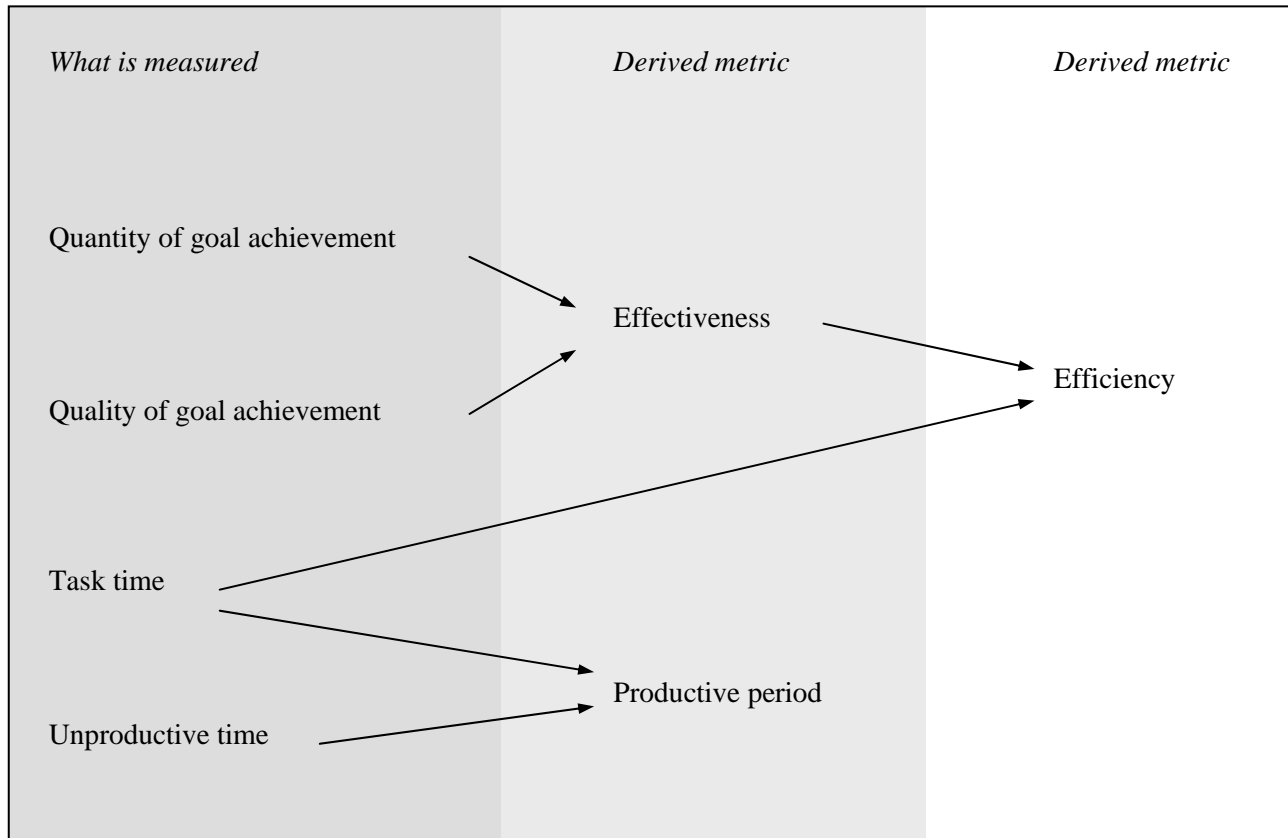 What is measured
Derived metric
Derived metric
Quantity of goal achievement
Effectiveness
Efficiency
Quality of goal achievement
Task time
Productive period
Unproductive time